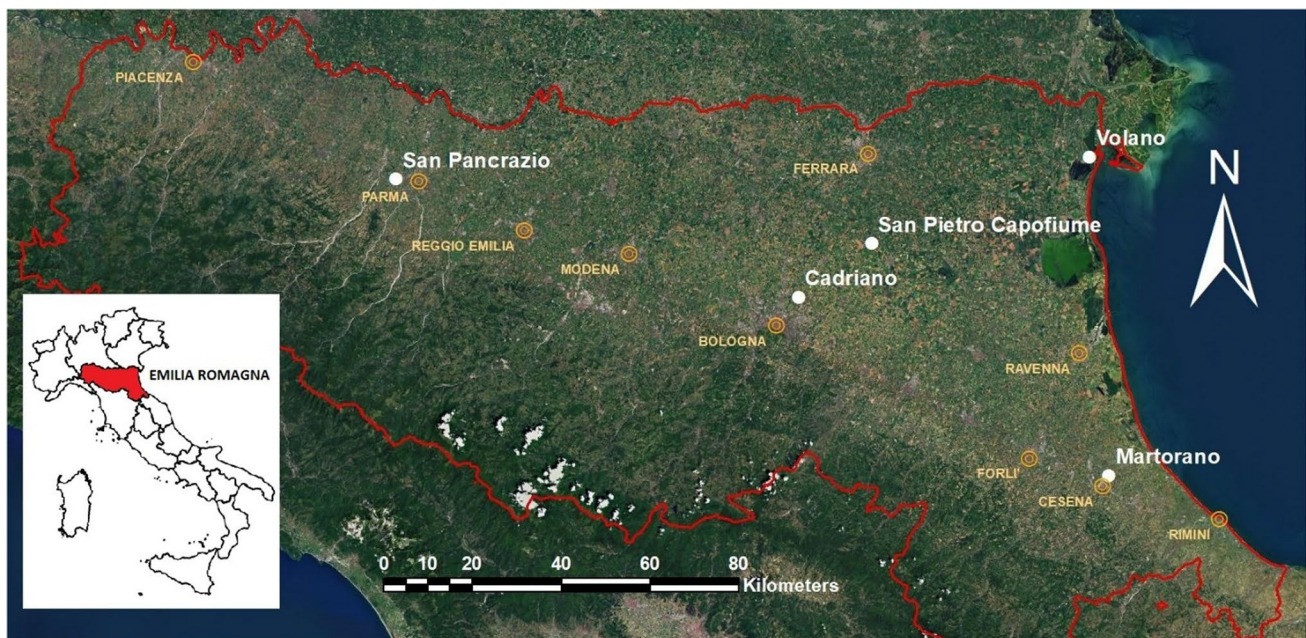 PIACENZA
Volano
San Pancrazio
FERRARA
PARMA
N
San Pietro Capofiume
REGGIO EMILIA
MODENA
Cadriano
BOLOGNA
RAVENNA
EMILIA ROMAGNA
Martorano
FORLI'
CESENA
RIMINI
0 10 20 40 60 80
Kilometers